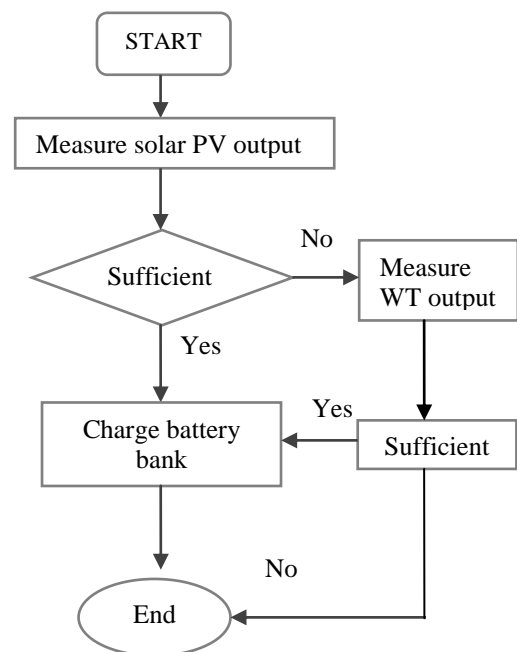 START
Measure solar PV output
No
Sufficient
Measure
WT output
Yes
Yes
Charge battery
bank
Sufficient
No
End